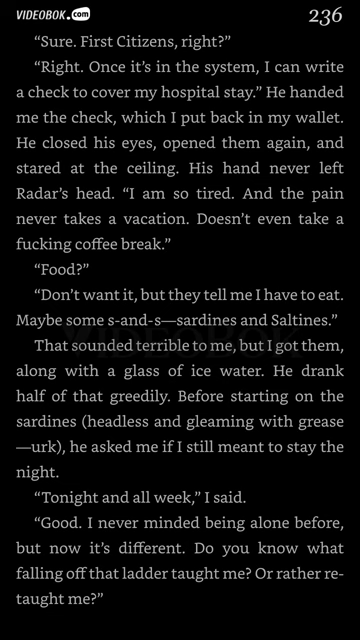 VIDEOBOK.com
236
“Sure. First Citizens, right?”
“Right. Once it’s in the system, I can write
a check to cover my hospital stay.” He handed
me the check, which I put back in my wallet.
He closed his eyes, opened them again, and
stared at the ceiling. His hand never left
Radar’s head. “I am so tired. And the pain
never takes a vacation. Doesn’t even take a
fucking coffee break.”
“Food?”
“Don’t want it, but they tell me I have to eat.
Maybe some s-and-s—sardines and Saltines.”
VIDEOBOK
That sounded terrible to me, but I got them,
along with a glass of ice water. He drank
half of that greedily. Before starting on the
sardines (headless and gleaming with grease
—urk), he asked me if I still meant to stay the
night.
“Tonight and all week,” I said.
“Good. I never minded being alone before,
but now it’s different. Do you know what
falling off that ladder taught me? Or rather re-
taught me?”